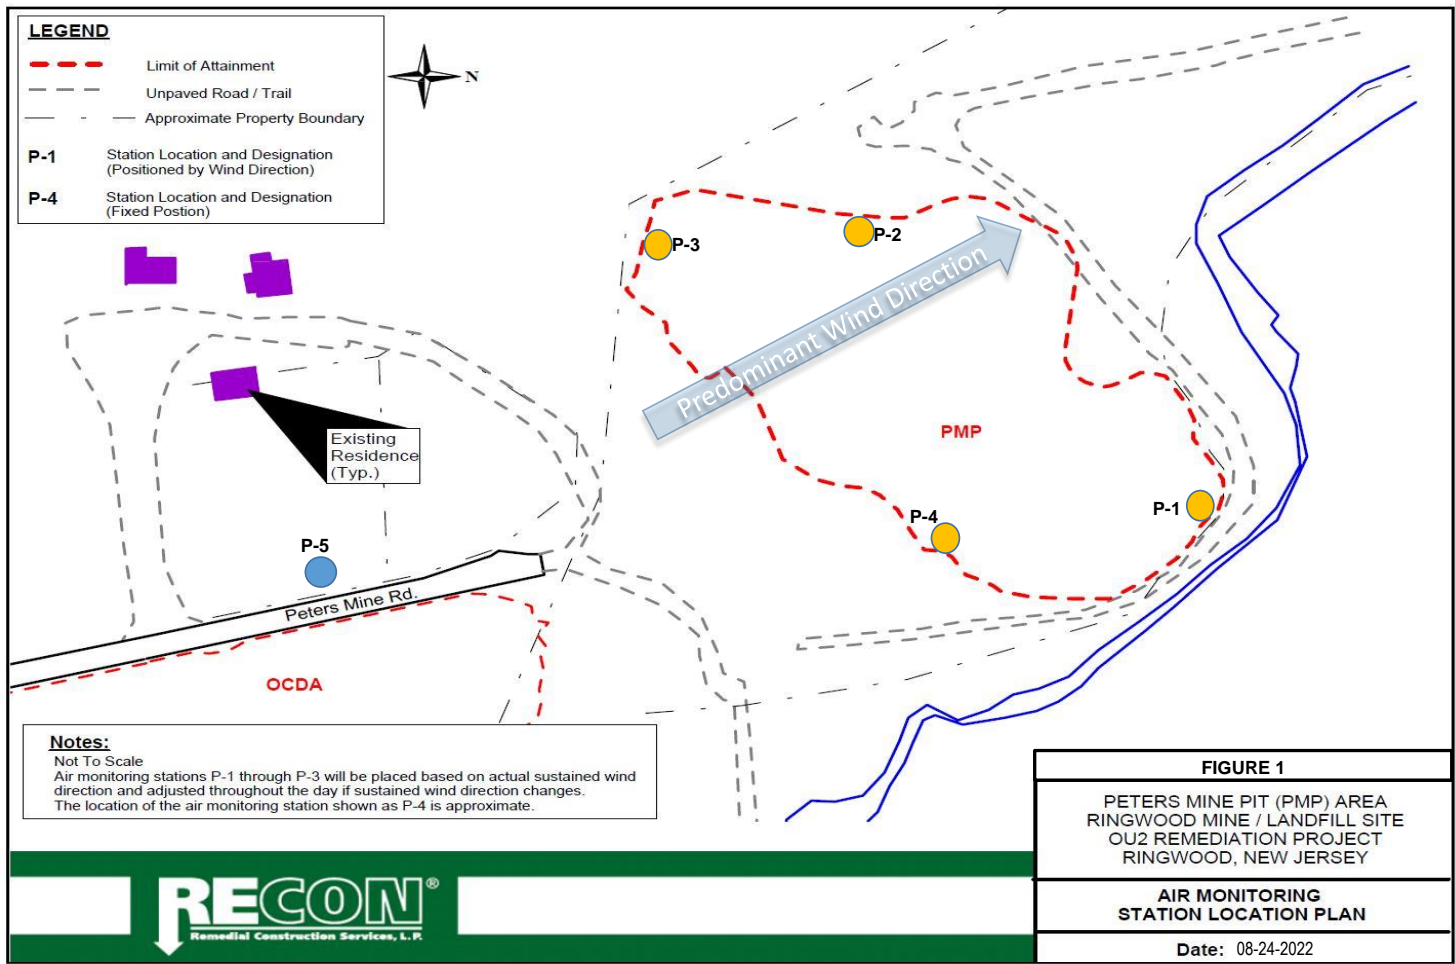 LEGEND
Limit of Attainment
Unpaved Road / Trail
Approximate Property Boundary
P-1 Station Location and Designation
(Positioned by Wind Direction)
P-4 Station Location and Designation
(Fixed Postion)
N
P-3
P-2
Predominant Wind Direction
PMP
P-1
P-4
Existing
Residence
(Typ.)
P-5
Peters Mine Rd.
OCDA
Notes:
Not To Scale
Air monitoring stations P-1 through P-3 will be placed based on actual sustained wind
direction and adjusted throughout the day if sustained wind direction changes.
The location of the air monitoring station shown as P-4 is approximate.
RECON®
Remedial Construction Services, L.P.
FIGURE 1
PETERS MINE PIT (PMP) AREA
RINGWOOD MINE / LANDFILL SITE
OU2 REMEDIATION PROJECT
RINGWOOD, NEW JERSEY
AIR MONITORING
STATION LOCATION PLAN
Date: 08-24-2022